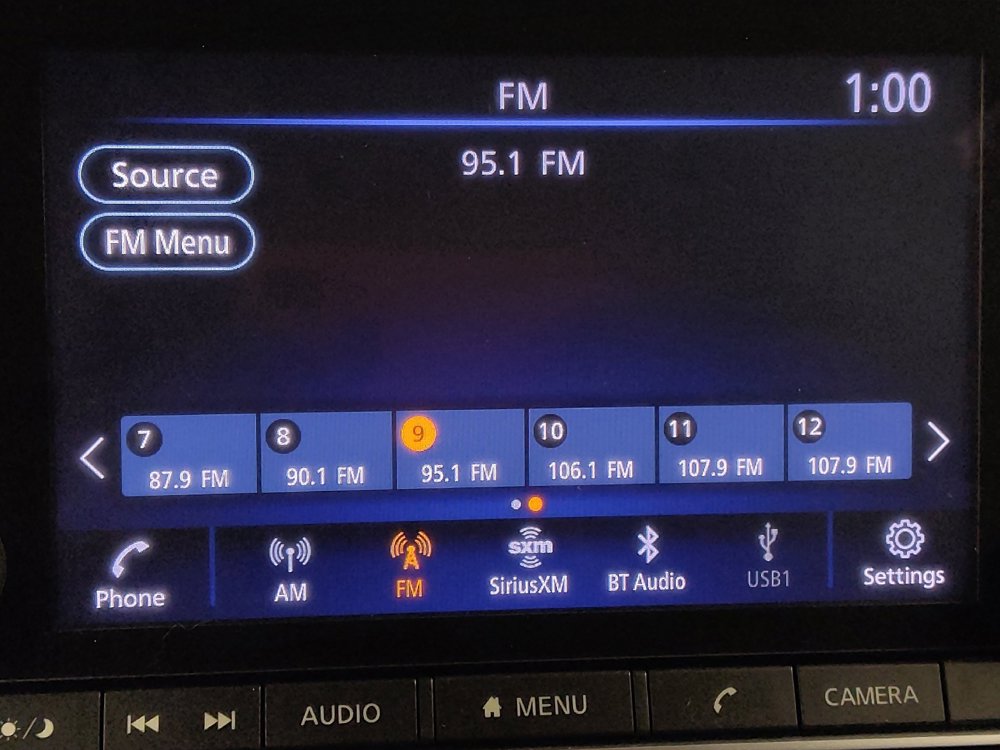 FM 1:00
Source
95.1 FM
FM Menu
7 8 9 10 11 12
87.9 FM 90.1 FM 95.1 FM 106.1 FM 107.9 FM 107.9 FM
sxm
Phone AM FM SiriusXM BT Audio USB1 Settings
AUDIO MENU CAMERA